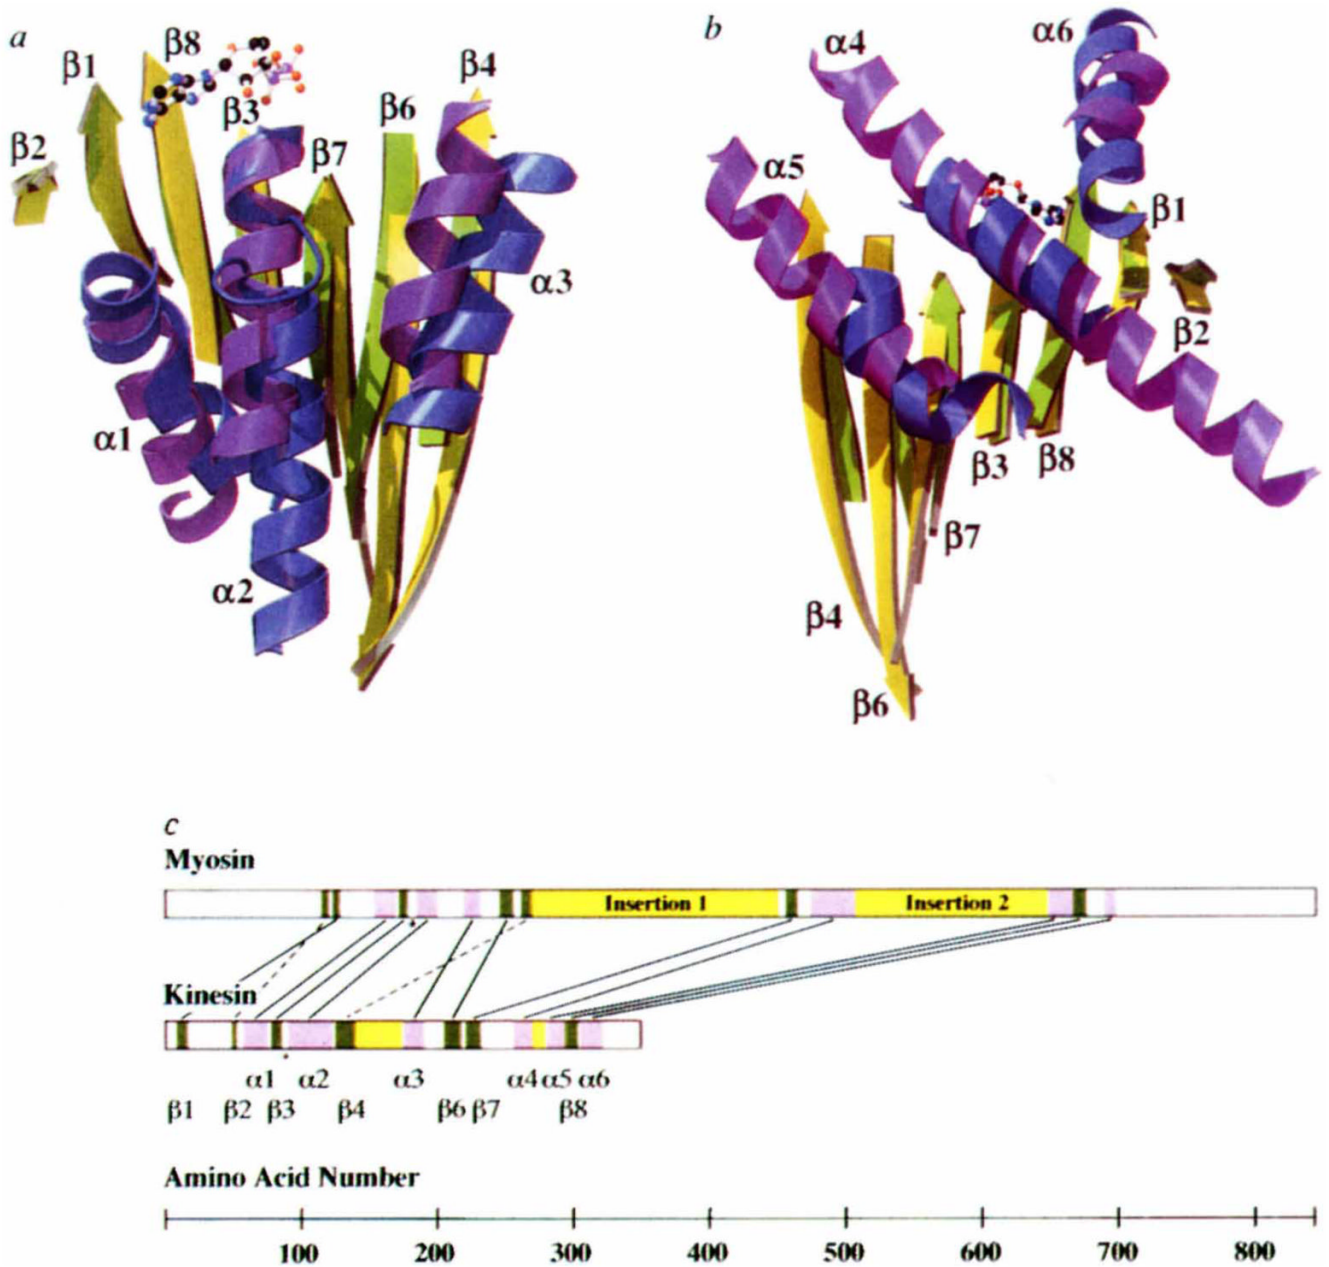 a
β8
β1
β4
β3
β6
β2
β7
α3
α1
α2
b
α6
α4
α5
β1
β2
β3
β8
β7
β4
β6
c
Myosin
Insertion 1
Insertion 2
Kinesin
α1 α2 α3 α4 α5 α6
β1 β2 β3 β4 β6 β7 β8
Amino Acid Number
100 200 300 400 500 600 700 800